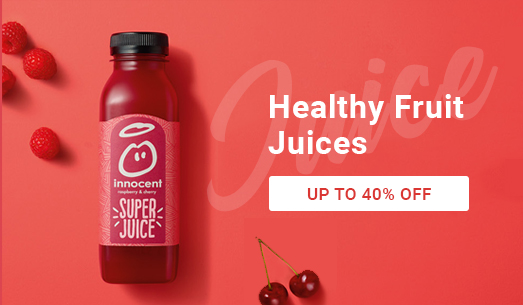 Juice
Healthy Fruit
Juices
UP TO 40% OFF
innocent
raspberry & cherry
SUPER
JUICE